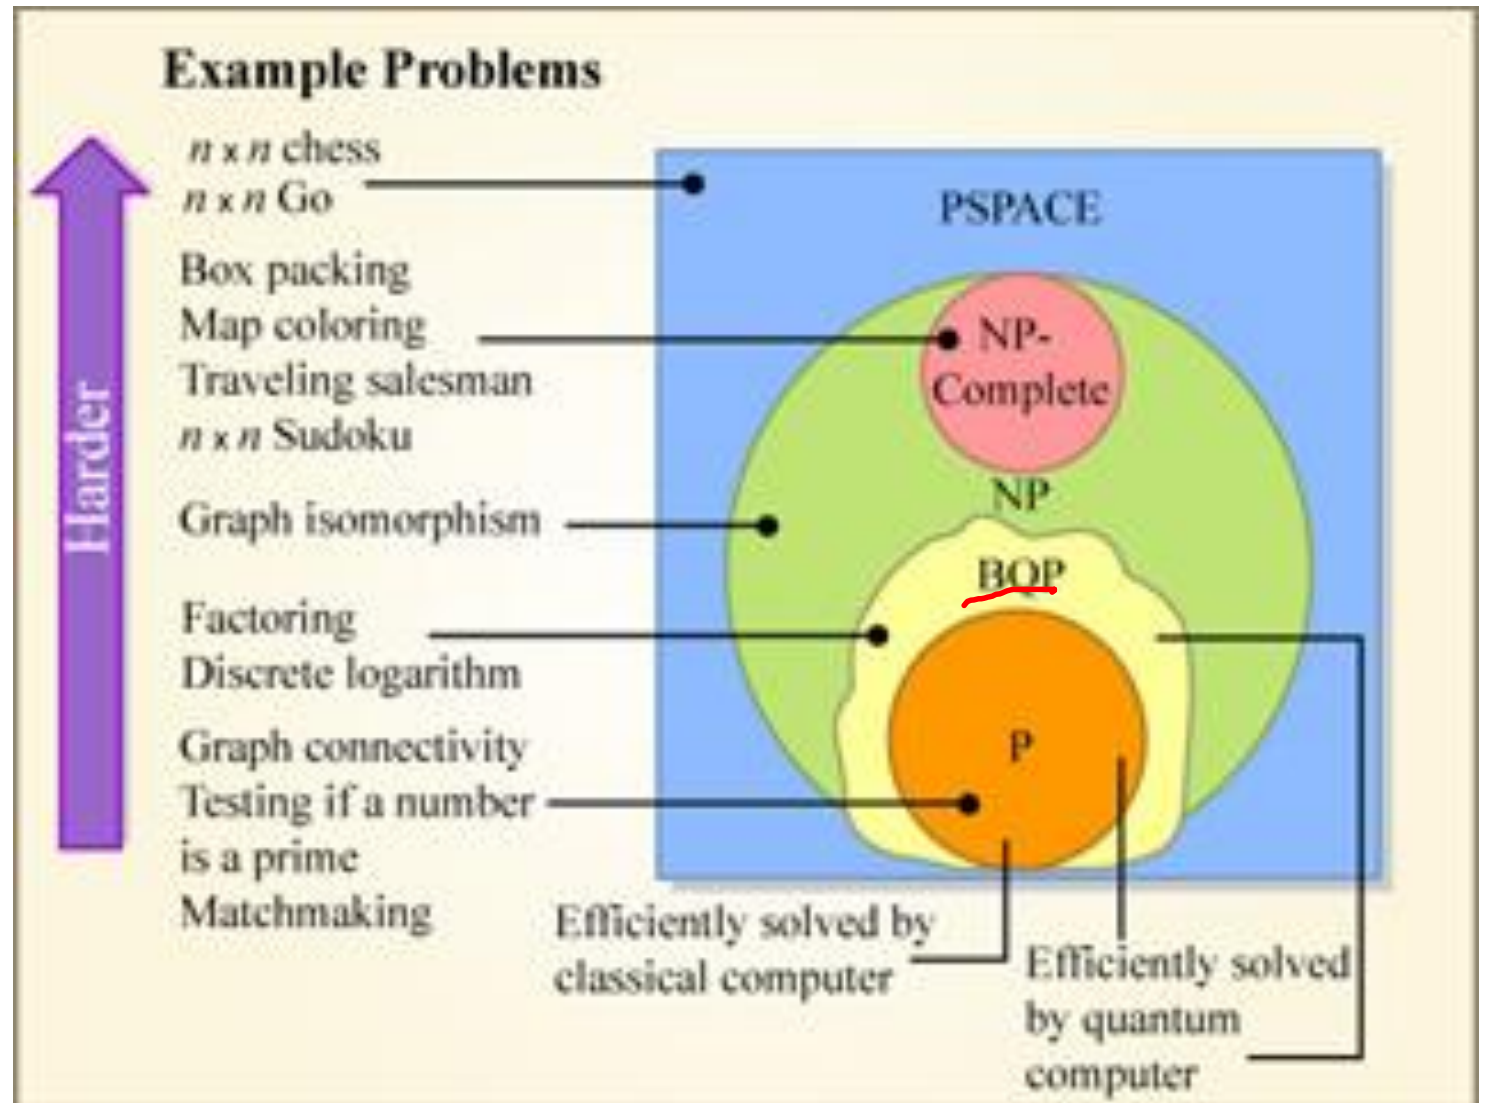 Example Problems
n x n chess
n x n Go
Box packing
Map coloring
Traveling salesman
n x n Sudoku
Graph isomorphism
Factoring
Discrete logarithm
Graph connectivity
Testing if a number
is a prime
Matchmaking
Harder
PSPACE
NP-
Complete
NP
BQP
P
Efficiently solved by
classical computer
Efficiently solved
by quantum
computer